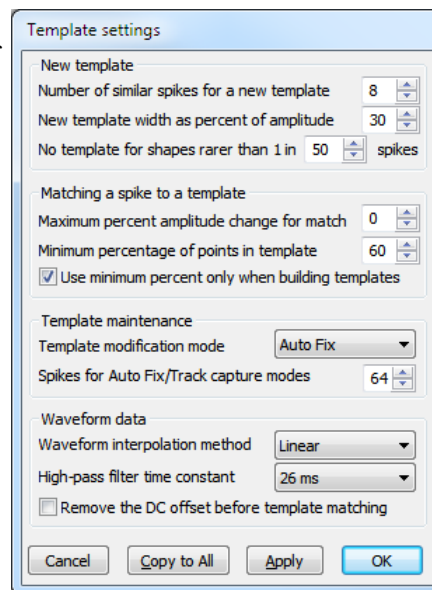 Template settings
New template
Number of similar spikes for a new template 8
New template width as percent of amplitude 30
No template for shapes rarer than 1 in 50 spikes
Matching a spike to a template
Maximum percent amplitude change for match 0
Minimum percentage of points in template 60
Use minimum percent only when building templates
Template maintenance
Template modification mode Auto Fix
Spikes for Auto Fix/Track capture modes 64
Waveform data
Waveform interpolation method Linear
High-pass filter time constant 26 ms
Remove the DC offset before template matching
Cancel Copy to All Apply OK